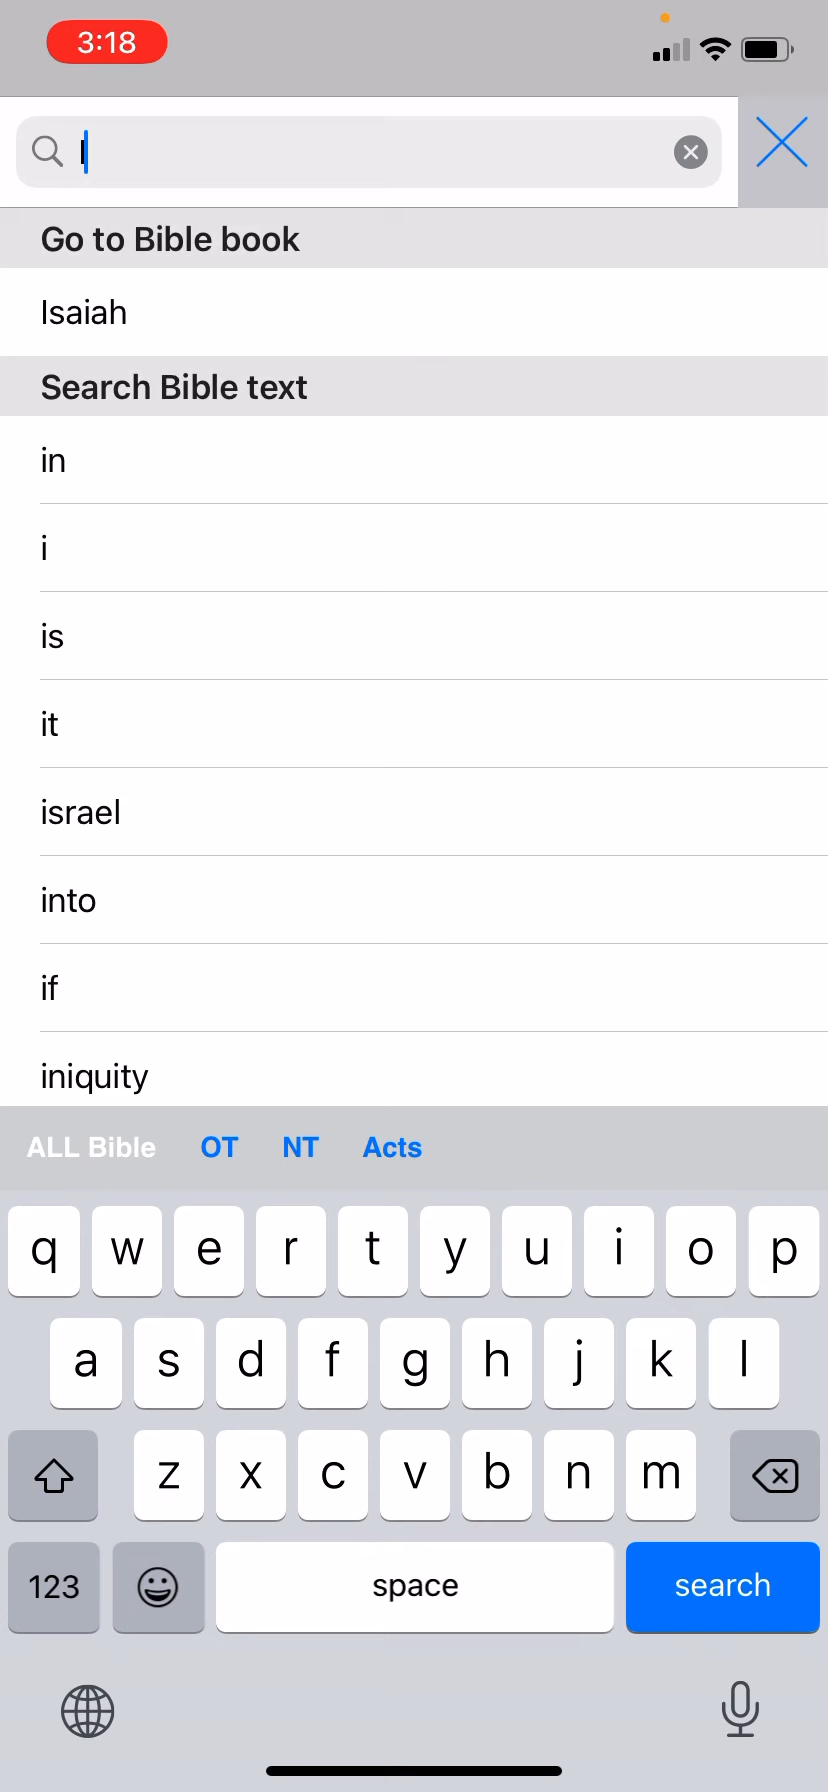 3:18
I
Go to Bible book
Isaiah
Search Bible text
in
i
is
it
israel
into
if
iniquity
ALL Bible OT NT Acts
q w e r t y u i o p
a s d f g h j k l
z x c v b n m
123 space search